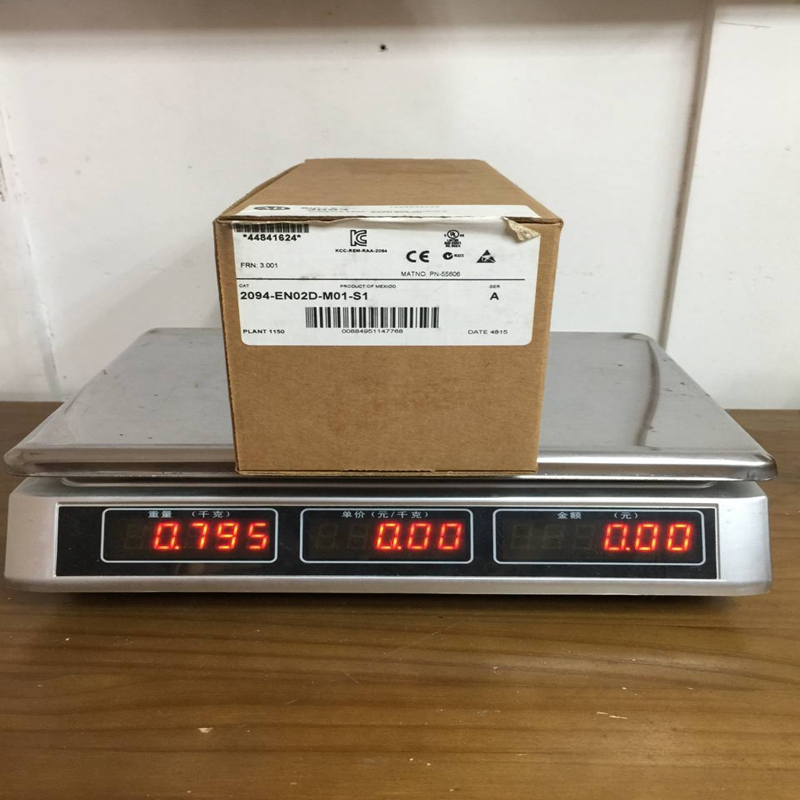 *44841624*
KCC-REM-RAA-2094
FRN: 3.001
CE
MATNO. PN-55606
CAT
PRODUCT OF MEXICO
SER
2094-EN02D-M01-S1
A
PLANT 1150
00884951147768
DATE 4815
重量 （千克）
单价（元/千克）
金额 （元）
0.795
0.00
0.00